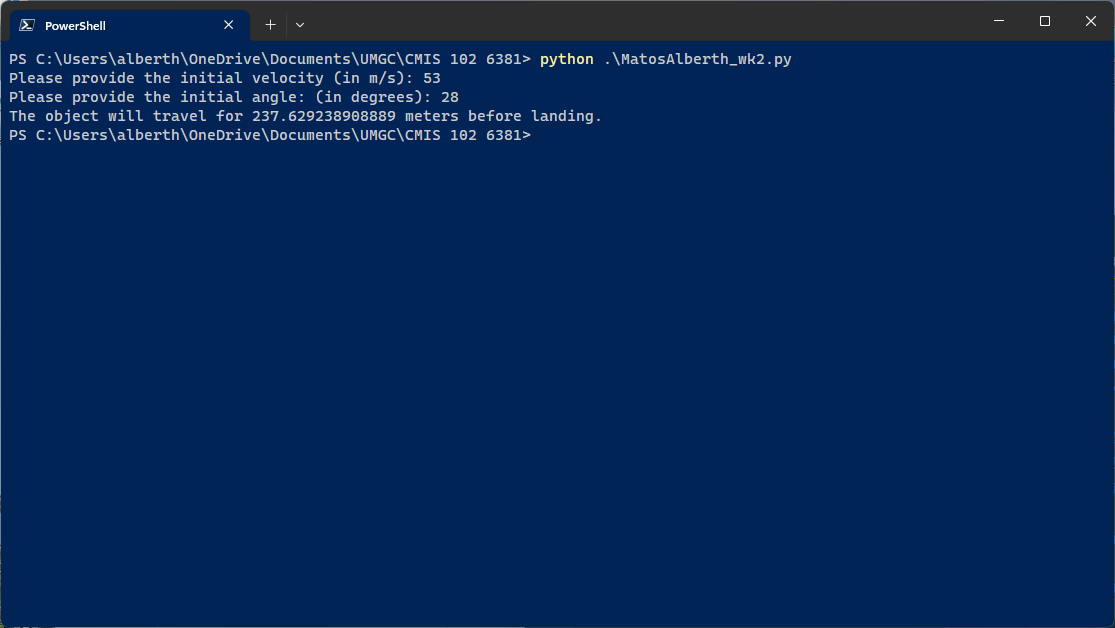 PowerShell
PS C:\Users\alberth\OneDrive\Documents\UMGC\CMIS 102 6381> python .\MatosAlberth_wk2.py
Please provide the initial velocity (in m/s): 53
Please provide the initial angle: (in degrees): 28
The object will travel for 237.629238908889 meters before landing.
PS C:\Users\alberth\OneDrive\Documents\UMGC\CMIS 102 6381>